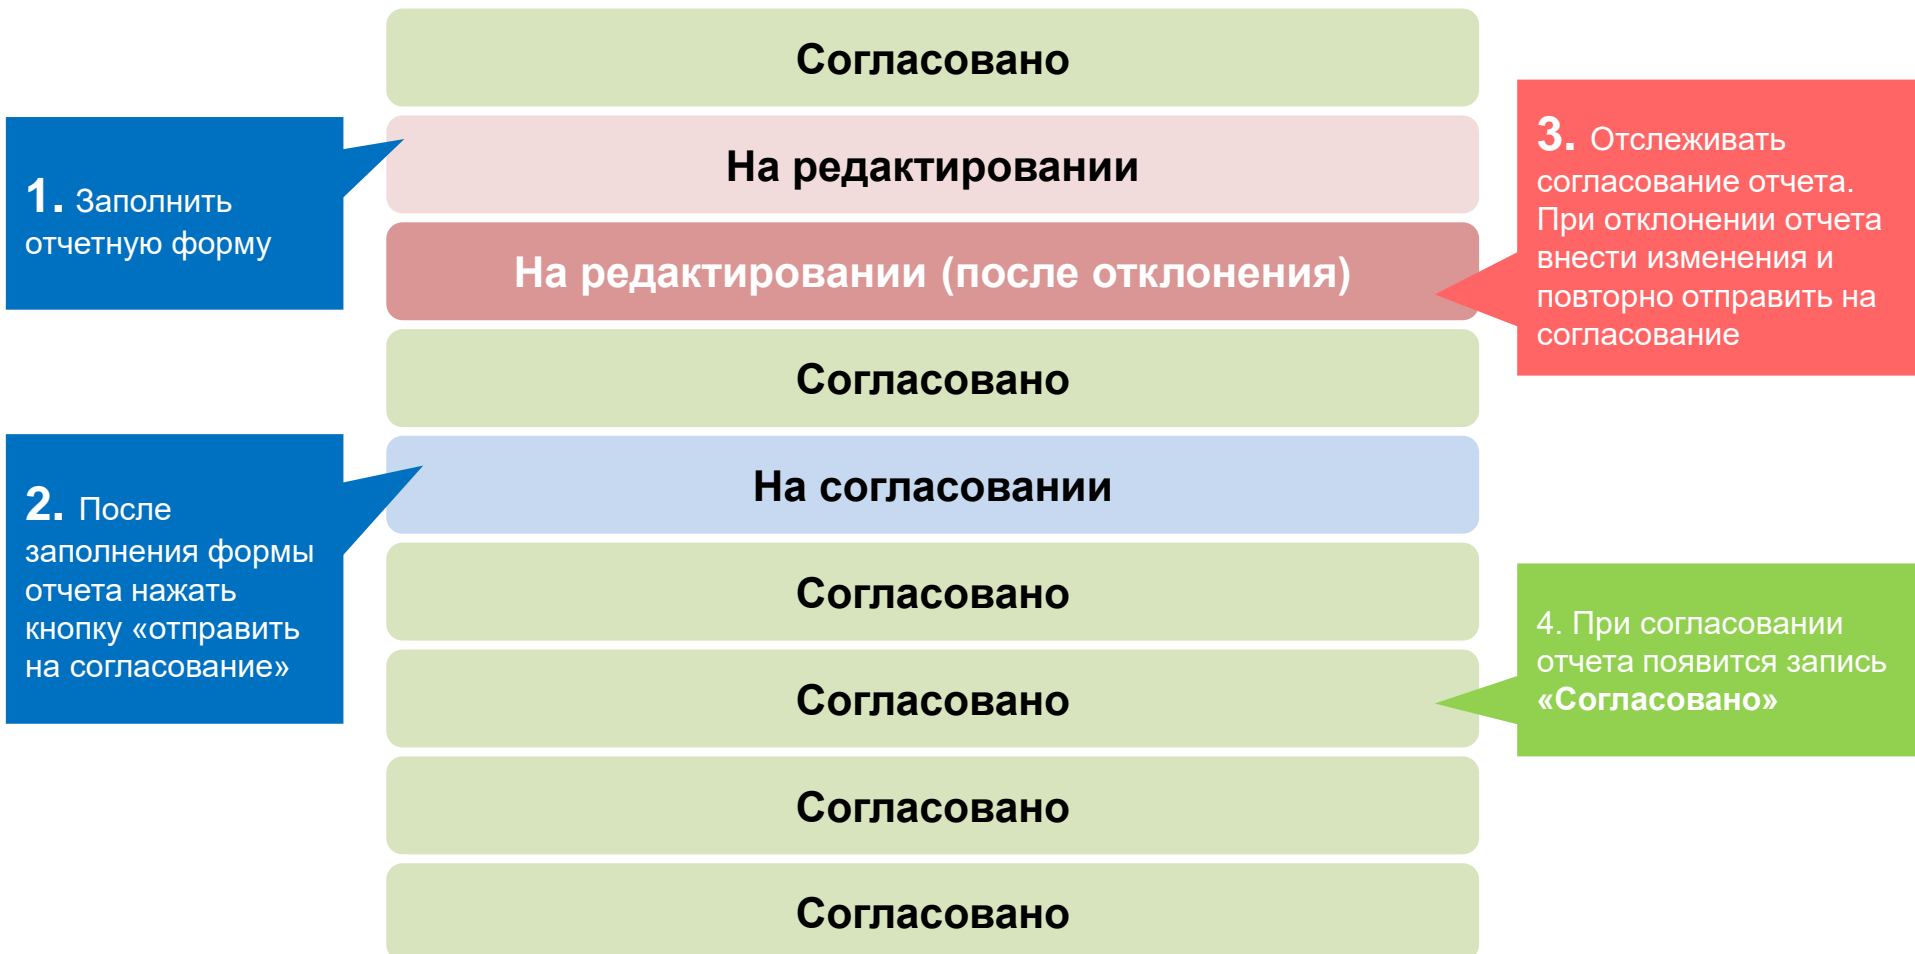 Согласовано
На редактировании
На редактировании (после отклонения)
Согласовано
На согласовании
Согласовано
Согласовано
Согласовано
Согласовано
1. Заполнить
отчетную форму
2. После
заполнения формы
отчета нажать
кнопку «отправить
на согласование»
3. Отслеживать
согласование отчета.
При отклонении отчета
внести изменения и
повторно отправить на
согласование
4. При согласовании
отчета появится запись
«Согласовано»